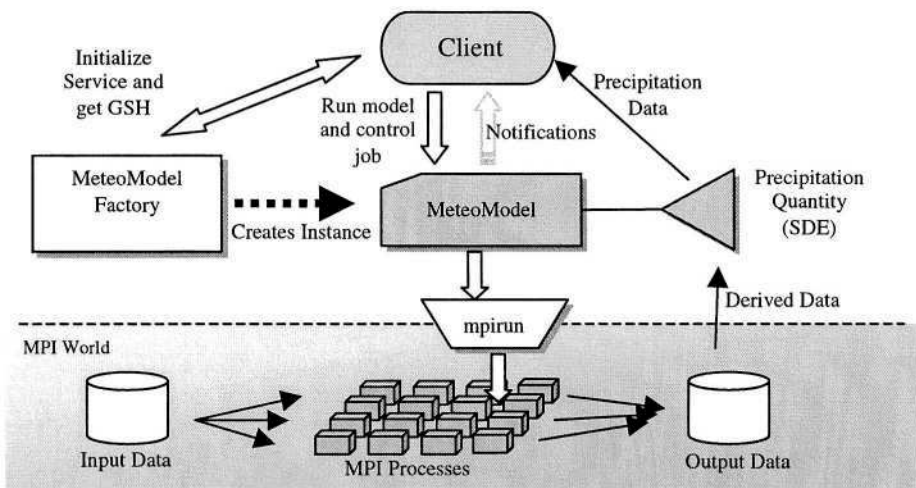 Initialize
Service and
get GSH
Client
Run model
and control
job
Notifications
Precipitation
Data
MeteoModel
Factory
Creates Instance
MeteoModel
Precipitation
Quantity
(SDE)
mpirun
Derived Data
MPI World
Input Data
MPI Processes
Output Data